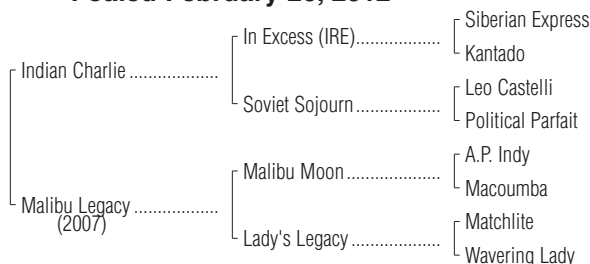 Foaled February 2012
Siberian Express
In Excess (IRE)...................
Kantado
Indian Charlie ....................
Leo Castelli
Soviet Sojourn...................
Political Parfait
A.P. Indy
Malibu Moon.....................
Macoumba
Malibu Legacy ...................
(2007)
Matchlite
Lady's Legacy ....................
Wavering Lady